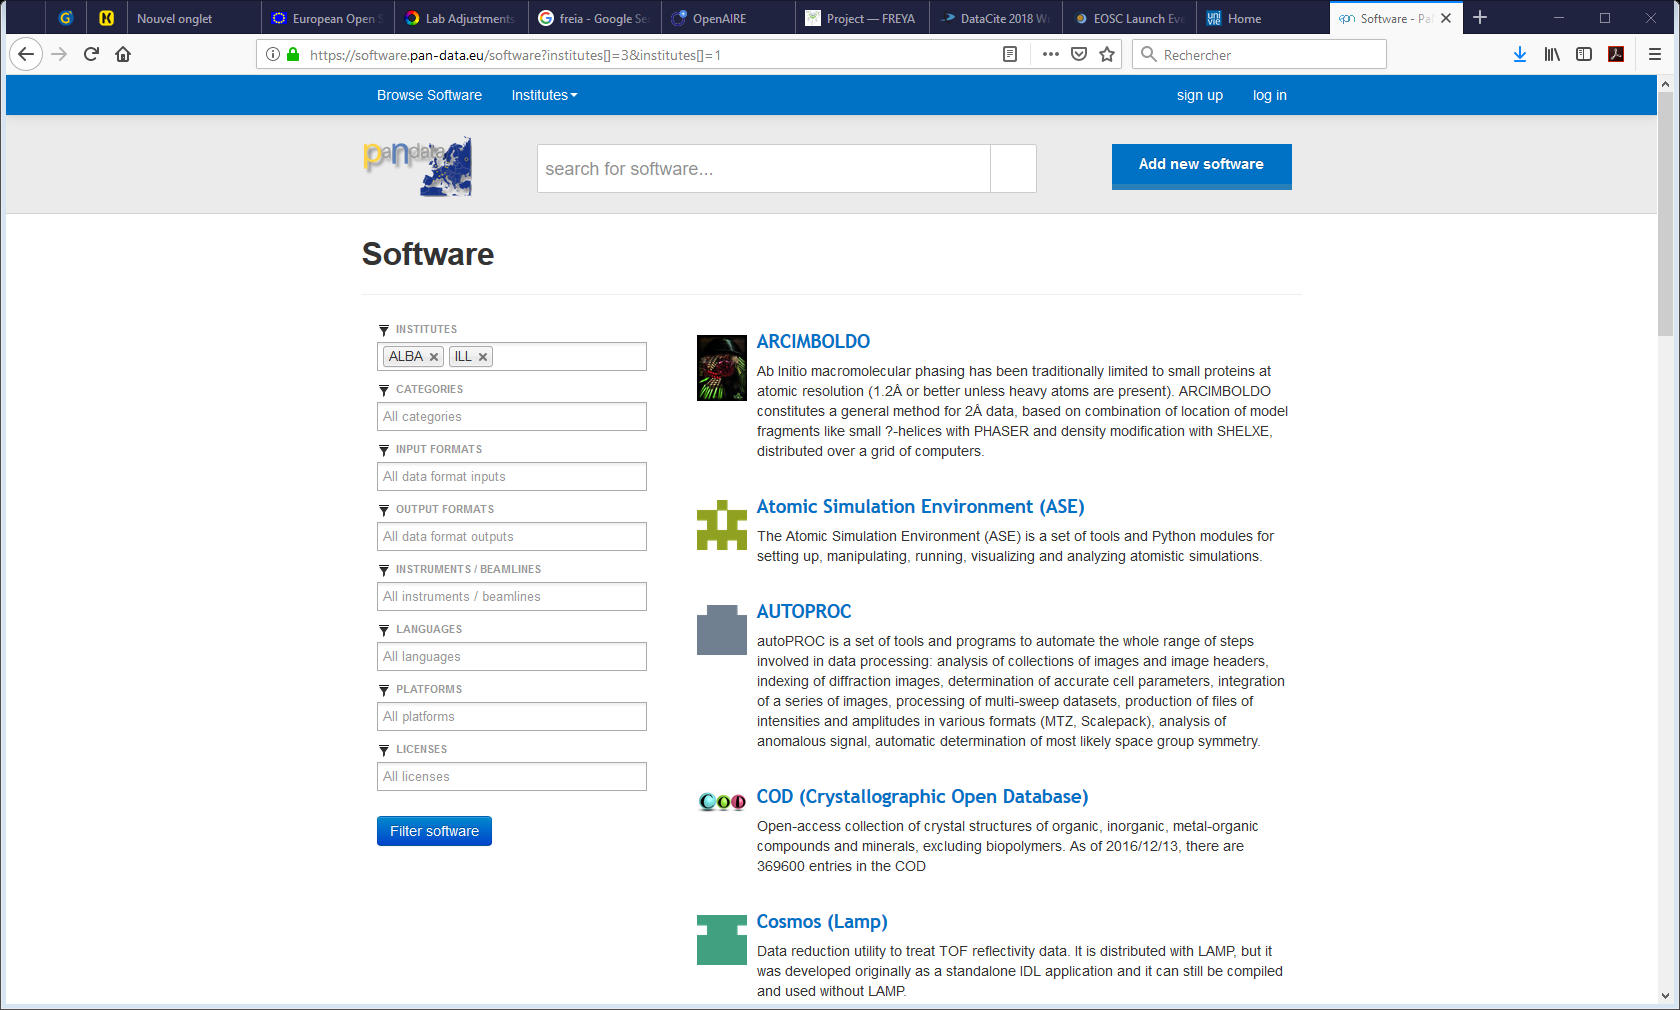 Nouvel onglet
European Open S
Lab Adjustments
freia - Google Se
OpenAIRE
Project — FREYA
DataCite 2018 W
EOSC Launch Eve
Home
Software - Pa
https://software.pan-data.eu/software?institutes[]=3&institutes[]=1
Rechercher
Browse Software
Institutes
sign up
log in
pandata
search for software...
Add new software
Software
INSTITUTES
ALBA
ILL
CATEGORIES
All categories
INPUT FORMATS
All data format inputs
OUTPUT FORMATS
All data format outputs
INSTRUMENTS / BEAMLINES
All instruments / beamlines
LANGUAGES
All languages
PLATFORMS
All platforms
LICENSES
All licenses
Filter software
ARCIMBOLDO
Ab Initio macromolecular phasing has been traditionally limited to small proteins at
atomic resolution (1.2Å or better unless heavy atoms are present). ARCIMBOLDO
constitutes a general method for 2Å data, based on combination of location of model
fragments like small ?-helices with PHASER and density modification with SHELXE,
distributed over a grid of computers.
Atomic Simulation Environment (ASE)
The Atomic Simulation Environment (ASE) is a set of tools and Python modules for
setting up, manipulating, running, visualizing and analyzing atomistic simulations.
AUTOPROC
autoPROC is a set of tools and programs to automate the whole range of steps
involved in data processing: analysis of collections of images and image headers,
indexing of diffraction images, determination of accurate cell parameters, integration
of a series of images, processing of multi-sweep datasets, production of files of
intensities and amplitudes in various formats (MTZ, Scalepack), analysis of
anomalous signal, automatic determination of most likely space group symmetry.
COD
COD (Crystallographic Open Database)
Open-access collection of crystal structures of organic, inorganic, metal-organic
compounds and minerals, excluding biopolymers. As of 2016/12/13, there are
369600 entries in the COD
Cosmos (Lamp)
Data reduction utility to treat TOF reflectivity data. It is distributed with LAMP, but it
was developed originally as a standalone IDL application and it can still be compiled
and used without LAMP.